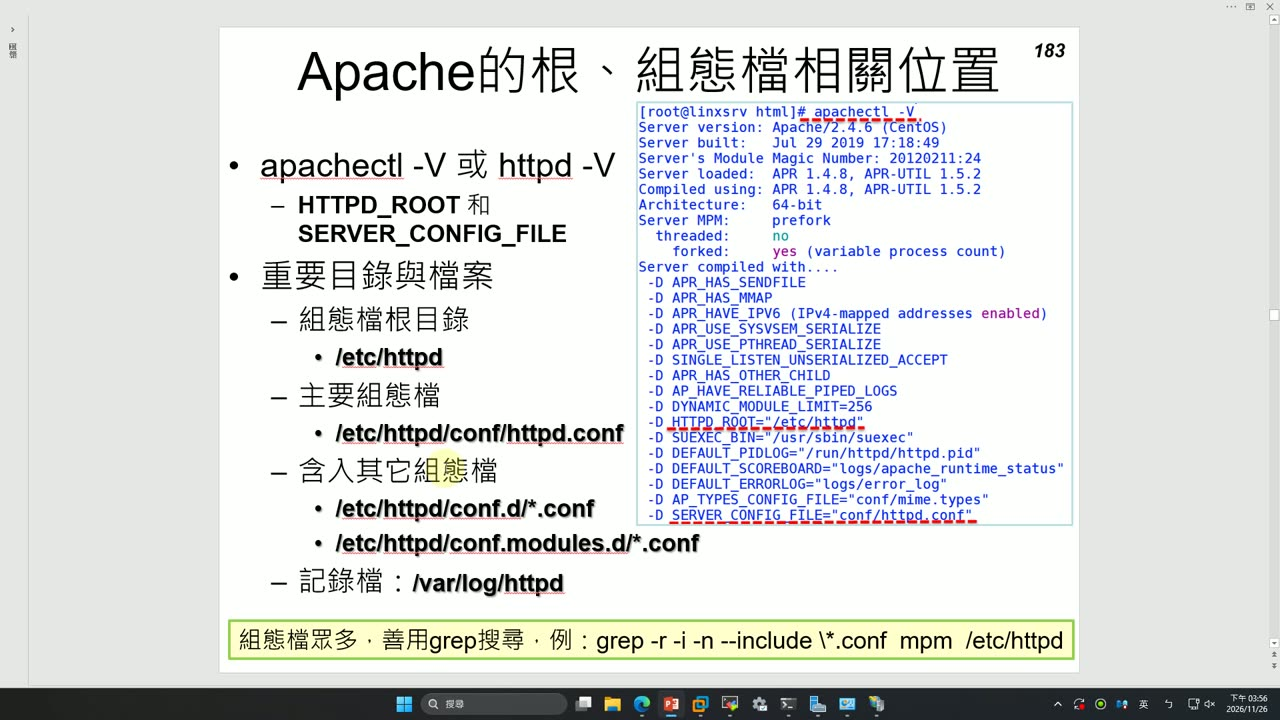 183
Apache的根、組態檔相關位置
• apachectl -V 或 httpd -V
– HTTPD_ROOT 和
SERVER_CONFIG_FILE
• 重要目錄與檔案
– 組態檔根目錄
• /etc/httpd
– 主要組態檔
• /etc/httpd/conf/httpd.conf
– 含入其它組態檔
• /etc/httpd/conf.d/*.conf
• /etc/httpd/conf.modules.d/*.conf
– 記錄檔：/var/log/httpd
[root@linxsrv html]# apachectl -V
Server version: Apache/2.4.6 (CentOS)
Server built:   Jul 29 2019 17:18:49
Server's Module Magic Number: 20120211:24
Server loaded:  APR 1.4.8, APR-UTIL 1.5.2
Compiled using: APR 1.4.8, APR-UTIL 1.5.2
Architecture:   64-bit
Server MPM:     prefork
  threaded:     no
    forked:     yes (variable process count)
Server compiled with....
 -D APR_HAS_SENDFILE
 -D APR_HAS_MMAP
 -D APR_HAVE_IPV6 (IPv4-mapped addresses enabled)
 -D APR_USE_SYSVSEM_SERIALIZE
 -D APR_USE_PTHREAD_SERIALIZE
 -D SINGLE_LISTEN_UNSERIALIZED_ACCEPT
 -D APR_HAS_OTHER_CHILD
 -D AP_HAVE_RELIABLE_PIPED_LOGS
 -D DYNAMIC_MODULE_LIMIT=256
 -D HTTPD_ROOT="/etc/httpd"
 -D SUEXEC_BIN="/usr/sbin/suexec"
 -D DEFAULT_PIDLOG="/run/httpd/httpd.pid"
 -D DEFAULT_SCOREBOARD="logs/apache_runtime_status"
 -D DEFAULT_ERRORLOG="logs/error_log"
 -D AP_TYPES_CONFIG_FILE="conf/mime.types"
 -D SERVER_CONFIG_FILE="conf/httpd.conf"
組態檔眾多，善用grep搜尋，例：grep -r -i -n --include \*.conf  mpm  /etc/httpd
搜尋
英
下午 03:56
2026/11/26